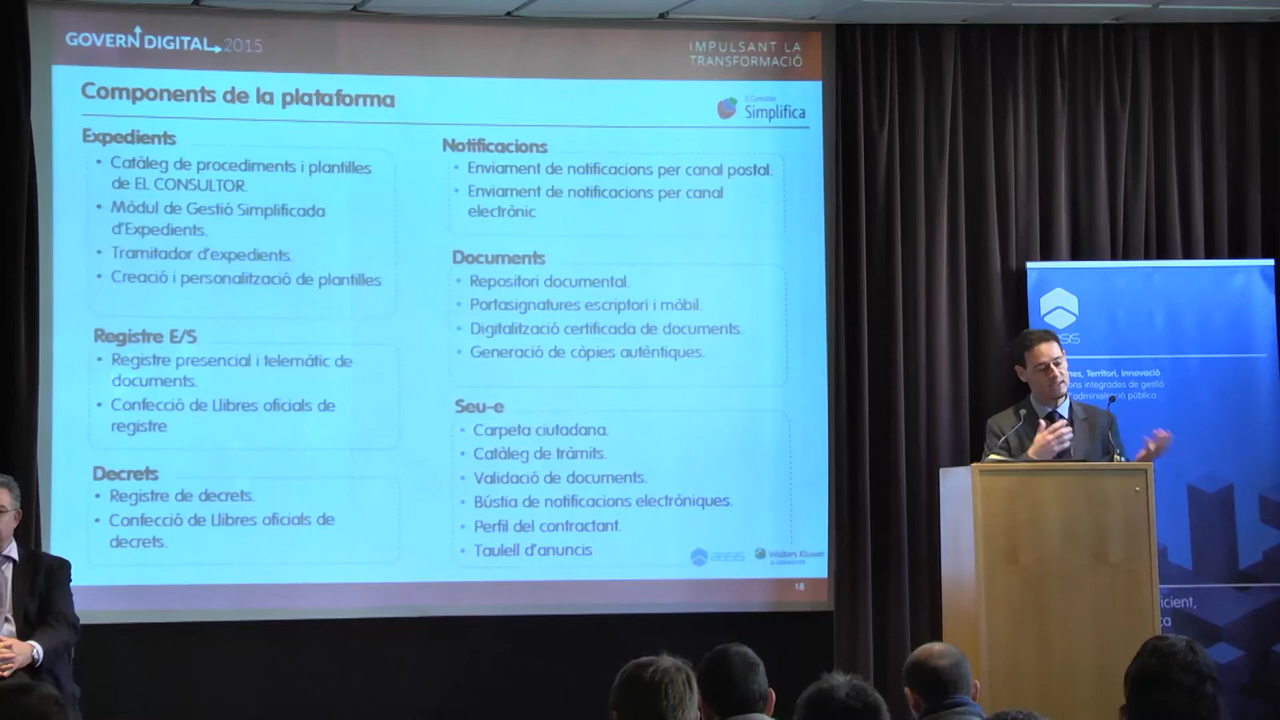 GOVERN DIGITAL 2015
IMPULSANT LA
TRANSFORMACIÓ
Components de la plataforma
Simplifica
Expedients
• Catàleg de procediments i plantilles
de EL CONSULTOR.
• Mòdul de Gestió Simplificada
d'Expedients.
• Tramitador d'expedients.
• Creació i personalització de plantilles
Registre E/S
• Registre presencial i telemàtic de
documents.
• Confecció de Llibres oficials de
registre
Decrets
• Registre de decrets.
• Confecció de Llibres oficials de
decrets.
Notificacions
• Enviament de notificacions per canal postal.
• Enviament de notificacions per canal
electrònic
Documents
• Repositori documental.
• Portasignatures escriptori i mòbil.
• Digitalització certificada de documents.
• Generació de còpies autèntiques.
Seu-e
• Carpeta ciutadana.
• Catàleg de tràmits.
• Validació de documents.
• Bústia de notificacions electròniques.
• Perfil del contractant.
• Taulell d'anuncis
Wolters Kluwer
Territori, Innovació
integrades de gestió
pública